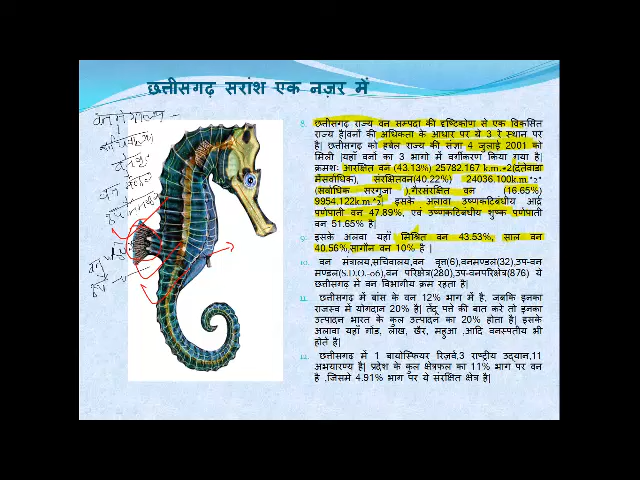 छत्तीसगढ़ सरांश एक नज़र में
8. छत्तीसगढ़ राज्य वन सम्पदा की दृष्टिकोण से एक विकसित
राज्य है|वनों की अधिकता के आधार पर ये 3 रे स्थान पर
है| छत्तीसगढ़ को हर्बल राज्य की संज्ञा 4 जुलाई 2001 को
मिली |यहाँ वनों का 3 भागो में वर्गीकरण किया गया है|
क्रमशः आरक्षित वन (43.13%) 25782.167 k.m.*2(दंतेवाडा
मेंसर्वाधिक), संरक्षितवन(40.22%) 24036.100k.m^2*
(सर्वाधिक सरगुजा ),गैरसंरक्षित वन (16.65%)
9954.122k.m^2| इसके अलावा उष्णकटिबंधीय आर्द्र
पर्णपाती वन 47.89%, एवं उष्णकटिबंधीय शुष्क पर्णपाती
वन 51.65% है|
9. इसके अलवा यहाँ मिश्रित वन 43.53%, साल वन
40.56%,सागौन वन 10% है |
10. वन मंत्रालय,सचिवालय,वन वृत्त(6),वनमण्डल(32),उप-वन
मण्डल(S.D.O.-o6),वन परिक्षेत्र(280),उप-वनपरिक्षेत्र(876) ये
छत्तीसगढ़ मे वन विभागीय क्रम रहता है|
11. छत्तीसगढ़ में बांस के वन 12% भाग में है, जबकि इनका
राजस्व में योगदान 20% है| तेंदू पत्ते की बात करे तो इनका
उत्पादन भारत के कुल उत्पादन का 20% होता है| इसके
अलावा यहाँ गोंड, लाख, खैर, महुआ ,आदि वनस्पतीय भी
होते है|
12. छत्तीसगढ़ में 1 बायोस्फियर रिज़र्व,3 राष्ट्रीय उद्यान,11
अभयारण्य है| प्रदेश के कुल क्षेत्रफल का 11% भाग पर वन
है ,जिसमे 4.91% भाग पर ये संरक्षित क्षेत्र है|